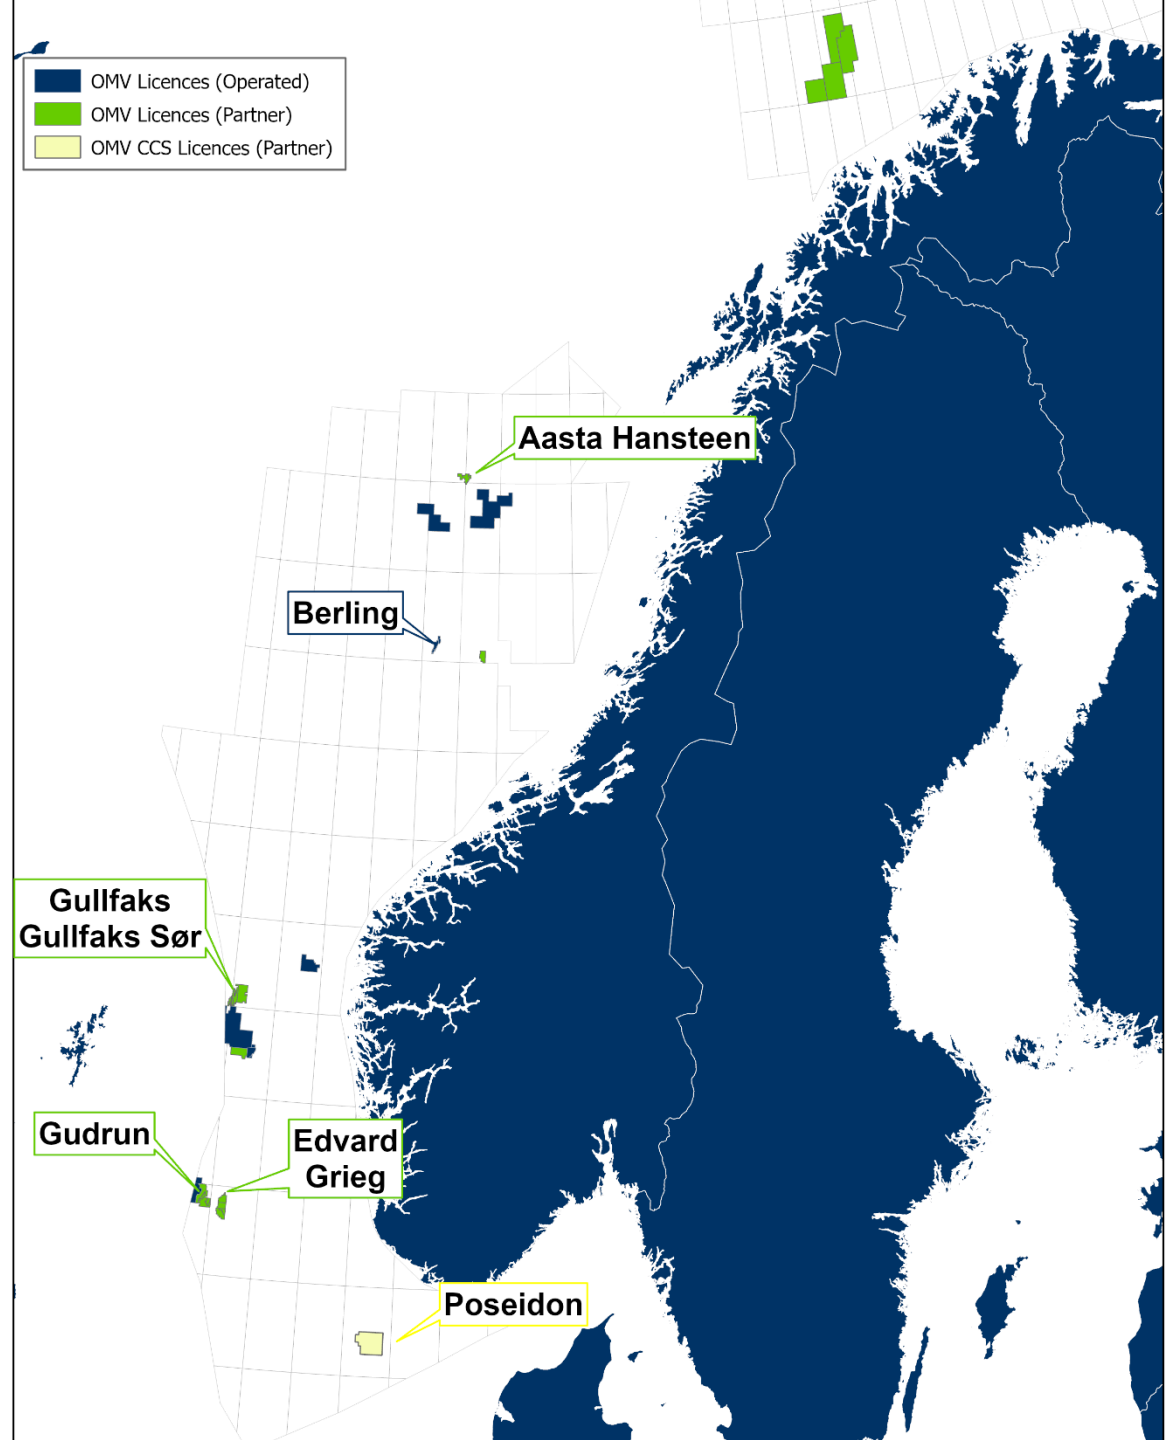 OMV Licences (Operated)
OMV Licences (Partner)
OMV CCS Licences (Partner)
Aasta Hansteen
Berling
Gullfaks
Gullfaks Sør
Gudrun
Edvard
Grieg
Poseidon